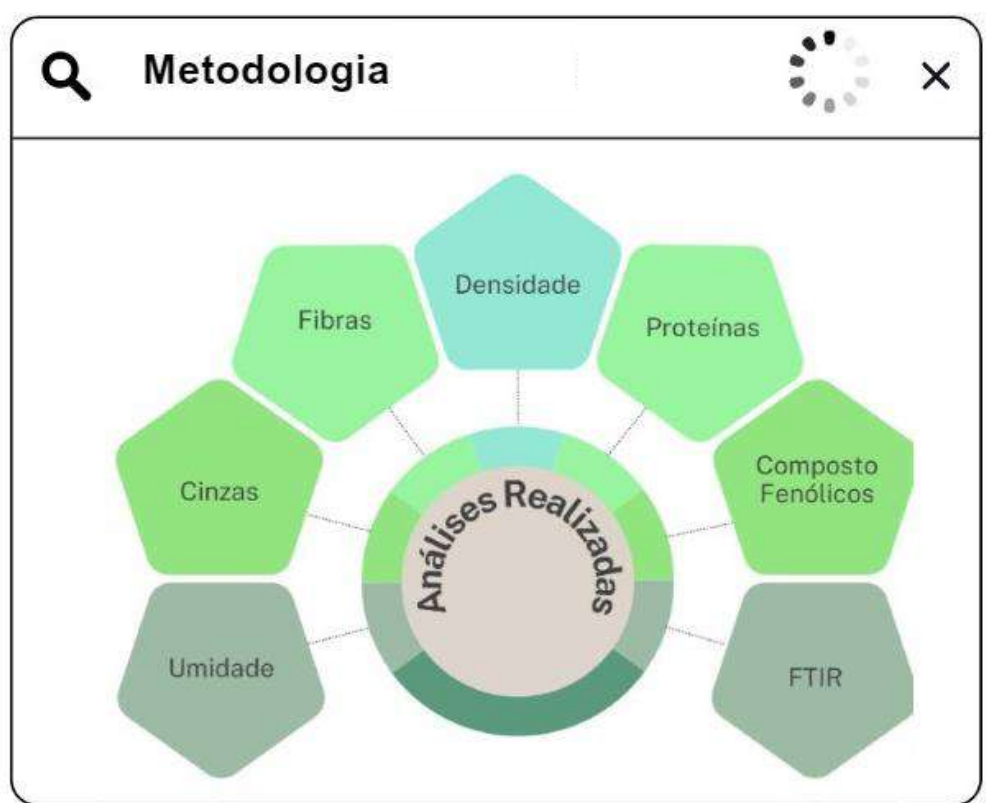 Metodologia
Densidade
Fibras
Proteínas
Cinzas
Composto
Fenólicos
Análises Realizadas
Umidade
FTIR